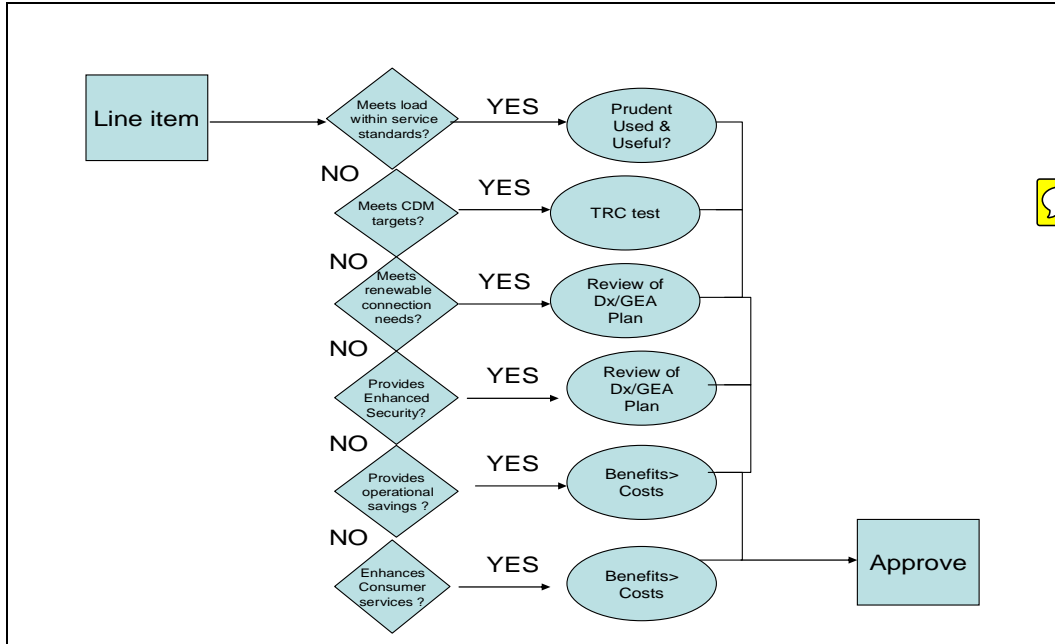 Line item
Meets load
within service
standards?
YES
Prudent
Used &
Useful?
NO
Meets CDM
targets?
YES
TRC test
NO
Meets
renewable
connection
needs?
YES
Review of
Dx/GEA
Plan
NO
Provides
Enhanced
Security?
YES
Review of
Dx/GEA
Plan
NO
Provides
operational
savings ?
YES
Benefits>
Costs
NO
Enhances
Consumer
services ?
YES
Benefits>
Costs
Approve